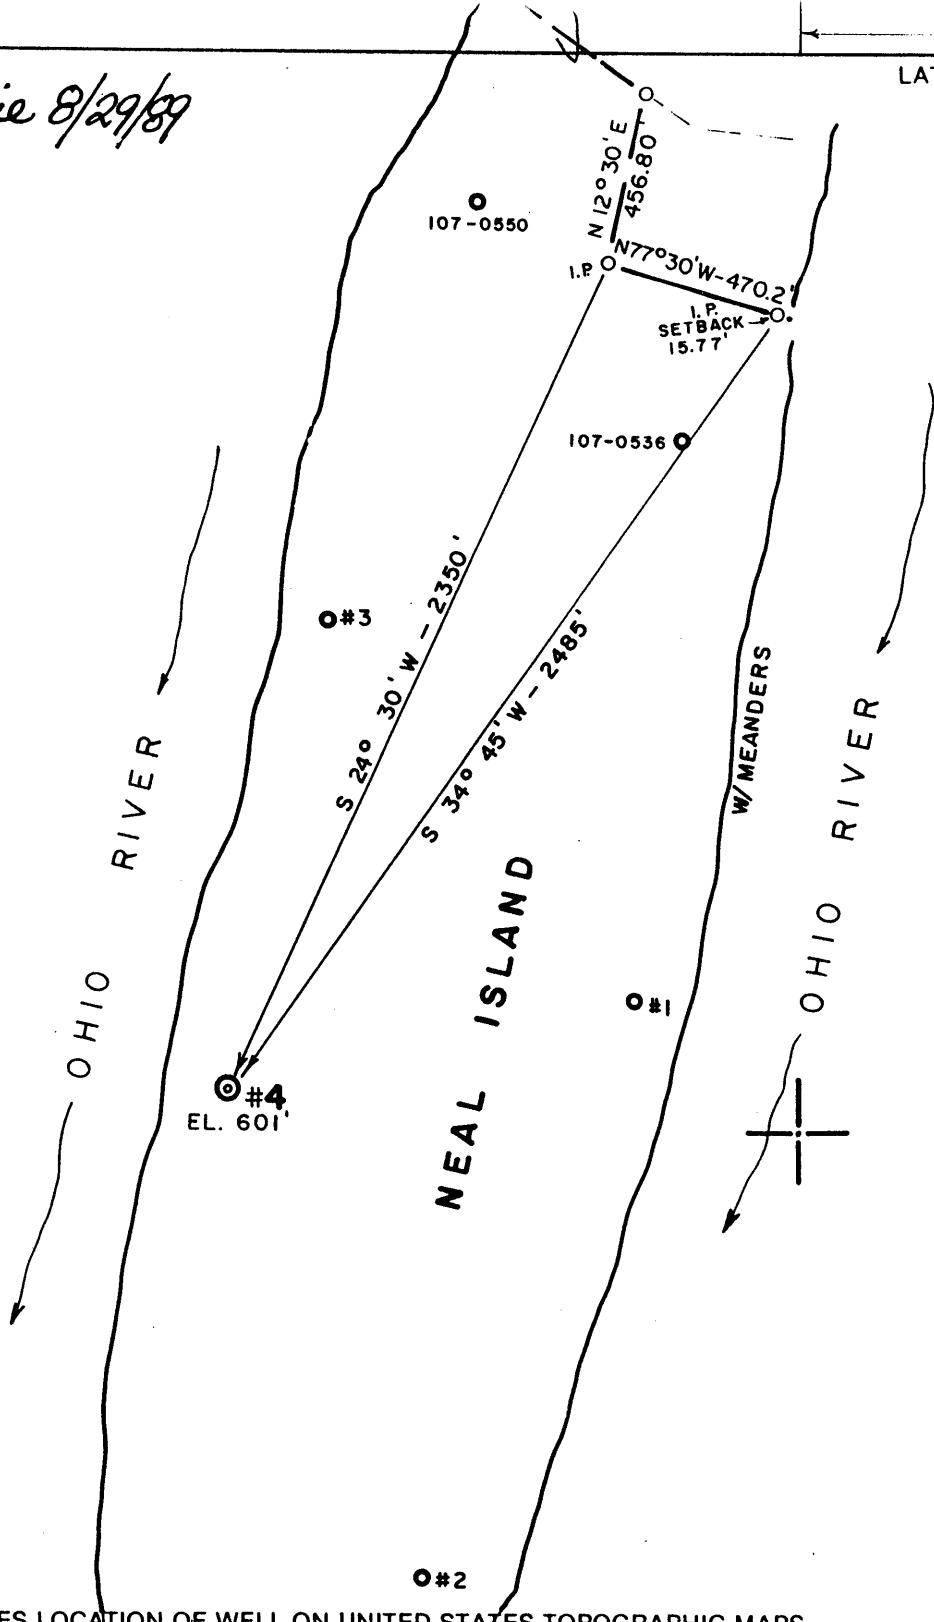 LAT
8/29/89
N 12° 30' E
456.80'
107-0550
I.P.
N77°30'W-470.2'
I.P.
SETBACK
15.77'
107-0536
S 24° 30' W - 2350'
#3
S 34° 45' W - 2485'
W/MEANDERS
OHIO RIVER
OHIO RIVER
NEAL ISLAND
#1
#4
EL. 601'
#2
LOCATION OF WELL ON UNITED STATES TOPOGRAPHIC MAPS